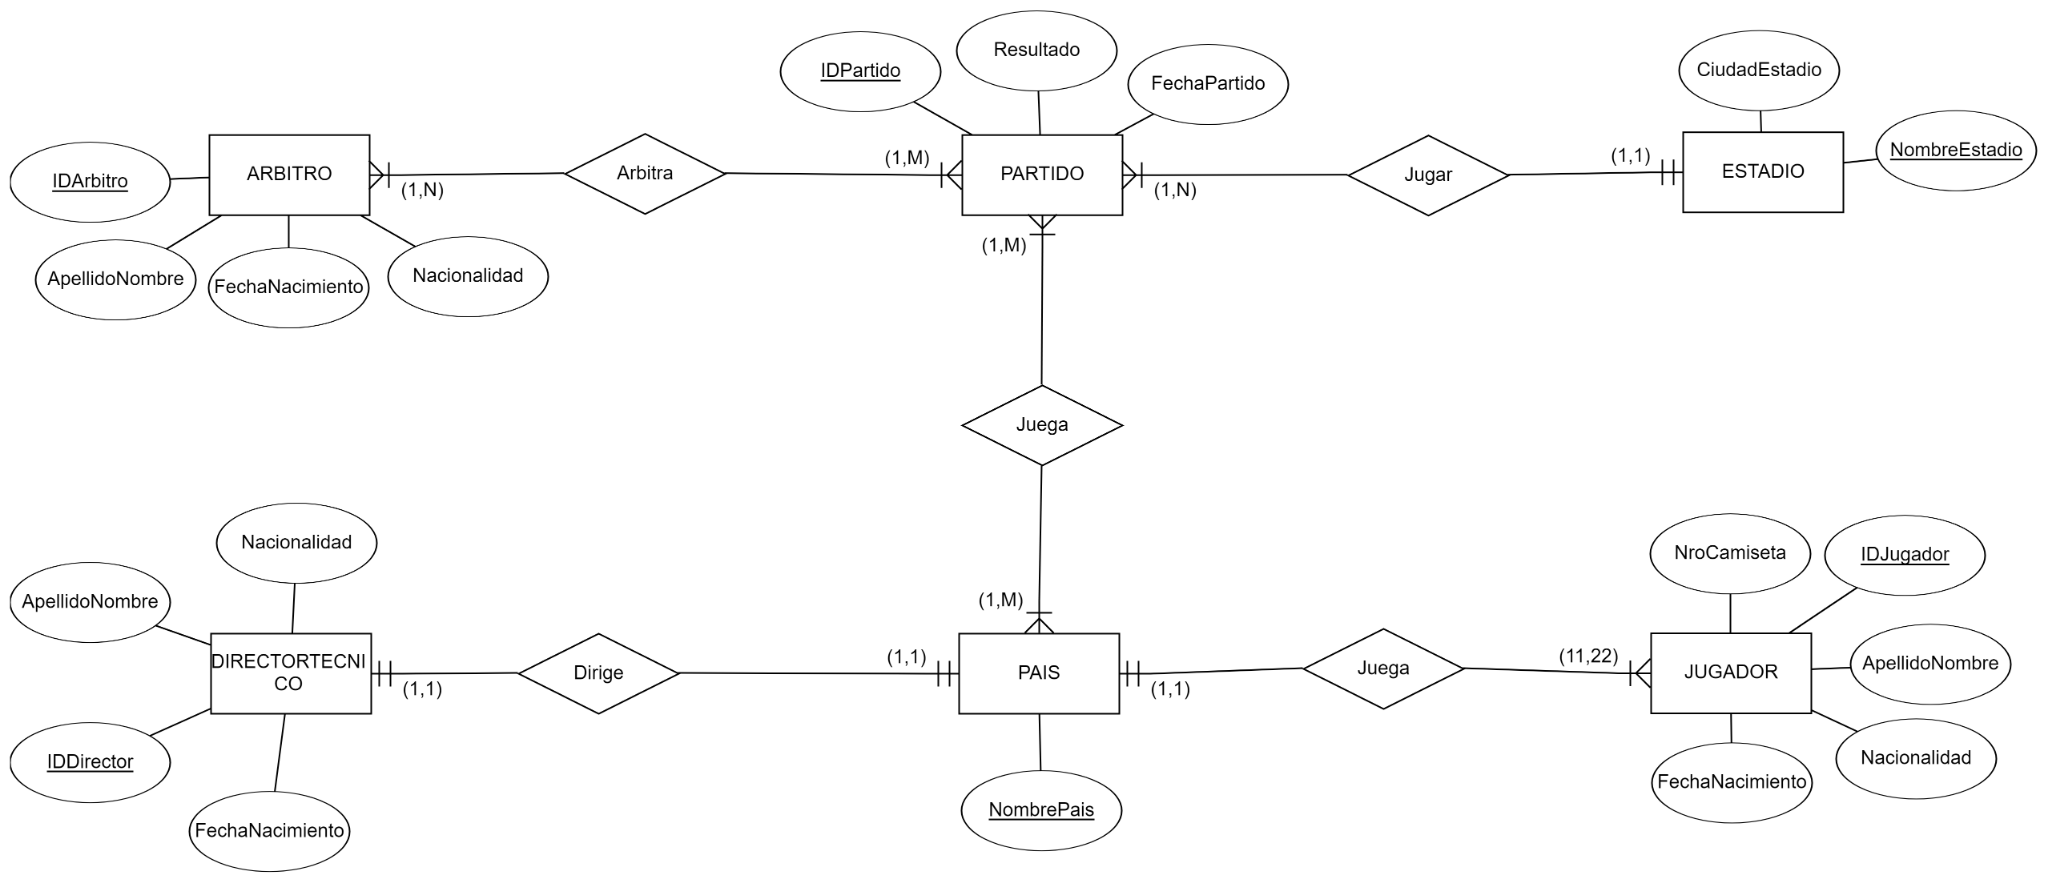 Resultado
IDPartido
FechaPartido
CiudadEstadio
NombreEstadio
IDArbitro
ARBITRO
(1,N)
Arbitra
(1,M)
PARTIDO
(1,N)
Jugar
(1,1)
ESTADIO
ApellidoNombre
FechaNacimiento
Nacionalidad
(1,M)
Juega
(1,M)
Nacionalidad
ApellidoNombre
DIRECTORTECNI
CO
(1,1)
Dirige
(1,1)
PAIS
(1,1)
Juega
(11,22)
JUGADOR
NroCamiseta
IDJugador
ApellidoNombre
Nacionalidad
FechaNacimiento
IDDirector
FechaNacimiento
NombrePais